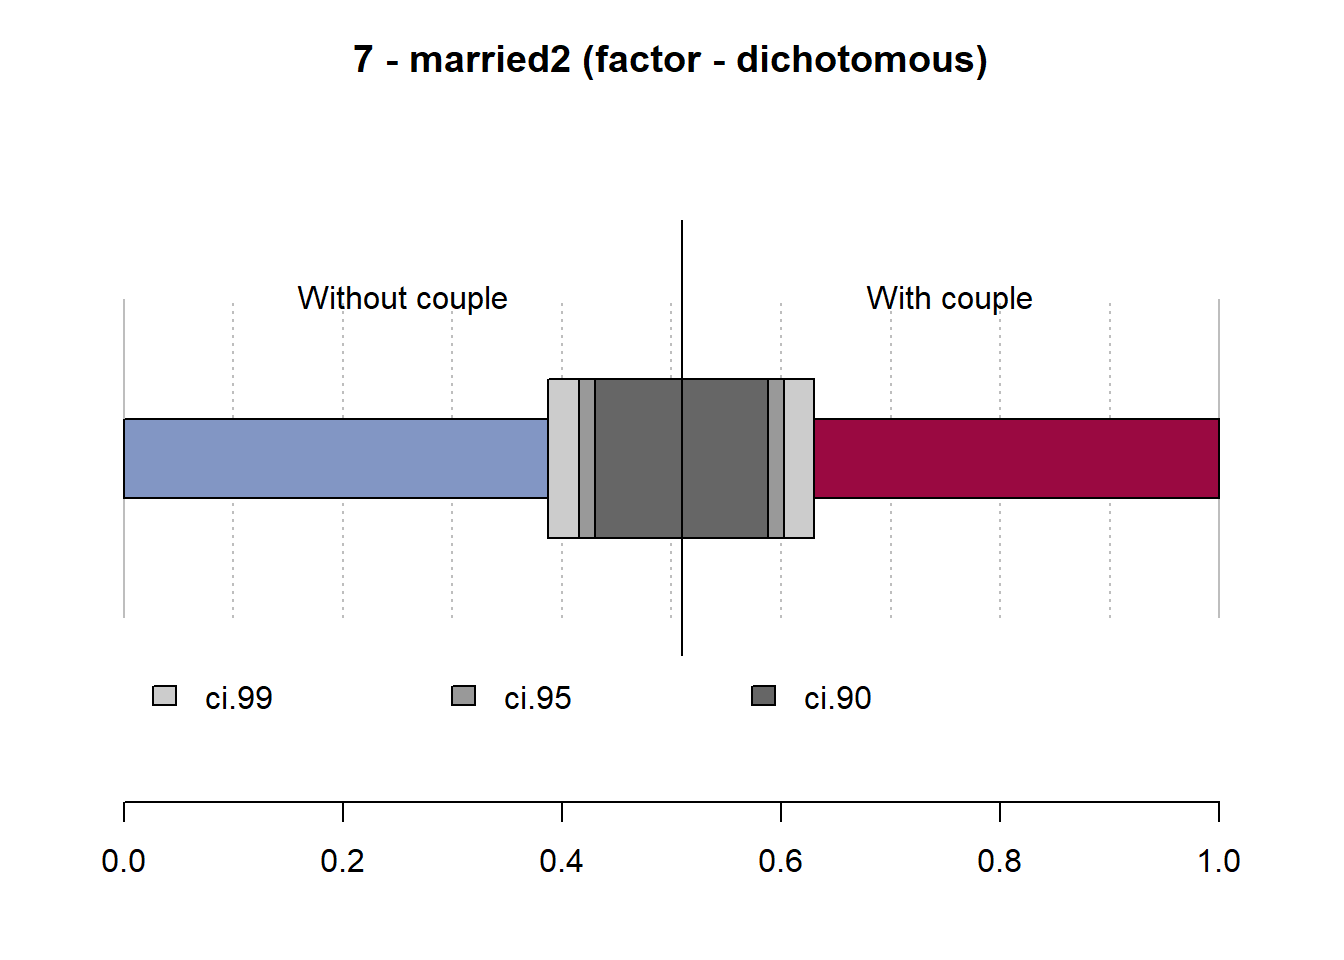 7 - married2 (factor - dichotomous)
Without couple With couple
ci.99 ci.95 ci.90
0.0 0.2 0.4 0.6 0.8 1.0